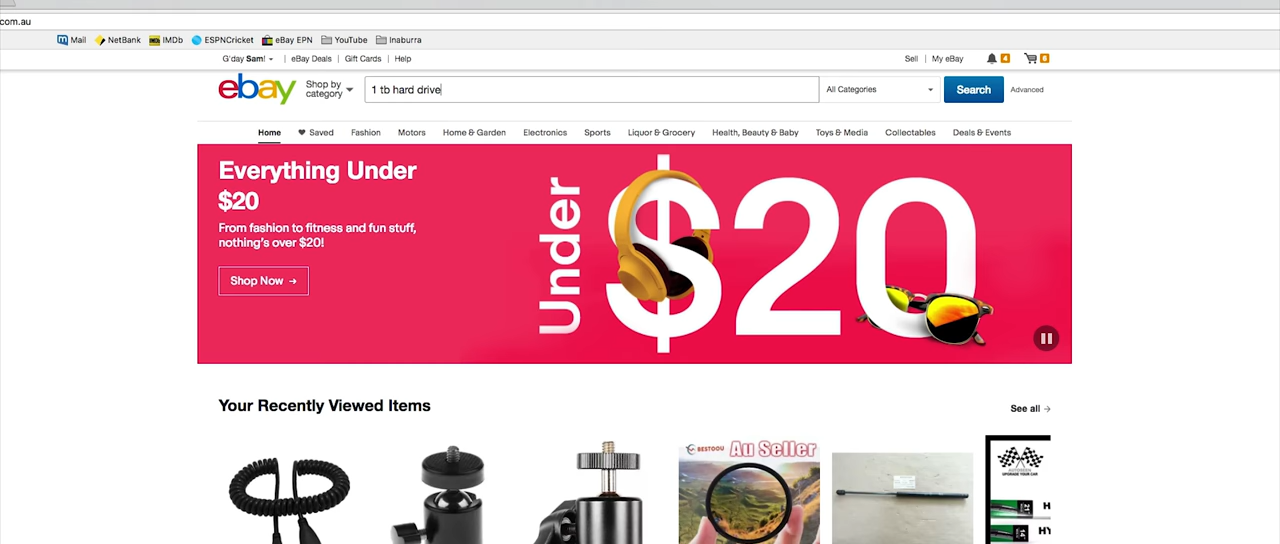 com.au
Mail NetBank IMDb ESPNCricket eBay EPN YouTube Inaburra
G'day Sam! eBay Deals Gift Cards Help Sell My eBay 4 6
ebay Shop by category 1 tb hard drive All Categories Search Advanced
Home Saved Fashion Motors Home & Garden Electronics Sports Liquor & Grocery Health, Beauty & Baby Toys & Media Collectables Deals & Events
Everything Under
$20
From fashion to fitness and fun stuff,
nothing's over $20!
Shop Now →
Under $20
Your Recently Viewed Items See all →
BESTOOU Au Seller
UPGRADE YOUR CAR